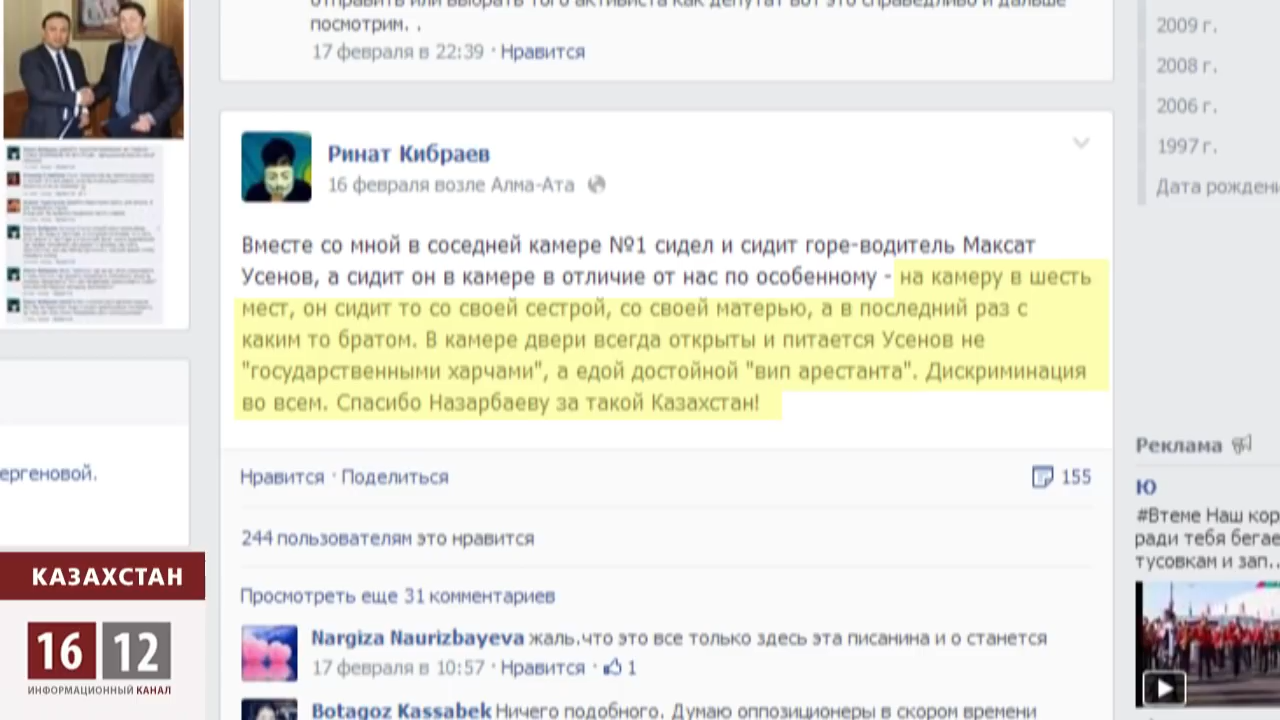 отправить или выбрать того активиста как депутат вот это справедливо и дальше
посмотрим. .
17 февраля в 22:39 · Нравится
Ринат Кибраев
16 февраля возле Алма-Ата
Вместе со мной в соседней камере №1 сидел и сидит горе-водитель Максат
Усенов, а сидит он в камере в отличие от нас по особенному - на камеру в шесть
мест, он сидит то со своей сестрой, со своей матерью, а в последний раз с
каким то братом. В камере двери всегда открыты и питается Усенов не
"государственными харчами", а едой достойной "вип арестанта". Дискриминация
во всем. Спасибо Назарбаеву за такой Казахстан!
Нравится · Поделиться
155
244 пользователям это нравится
Просмотреть еще 31 комментариев
Nargiza Naurizbayeva жаль.что это все только здесь эта писанина и о станется
17 февраля в 10:57 · Нравится · 1
Botagoz Kassabek Ничего подобного. Думаю оппозиционеры в скором времени
ергеновой.
КАЗАХСТАН
16 12
ИНФОРМАЦИОННЫЙ КАНАЛ
2009 г.
2008 г.
2006 г.
1997 г.
Дата рождени
Реклама
Ю
#Втеме Наш кор
ради тебя бегае
тусовкам и зап..